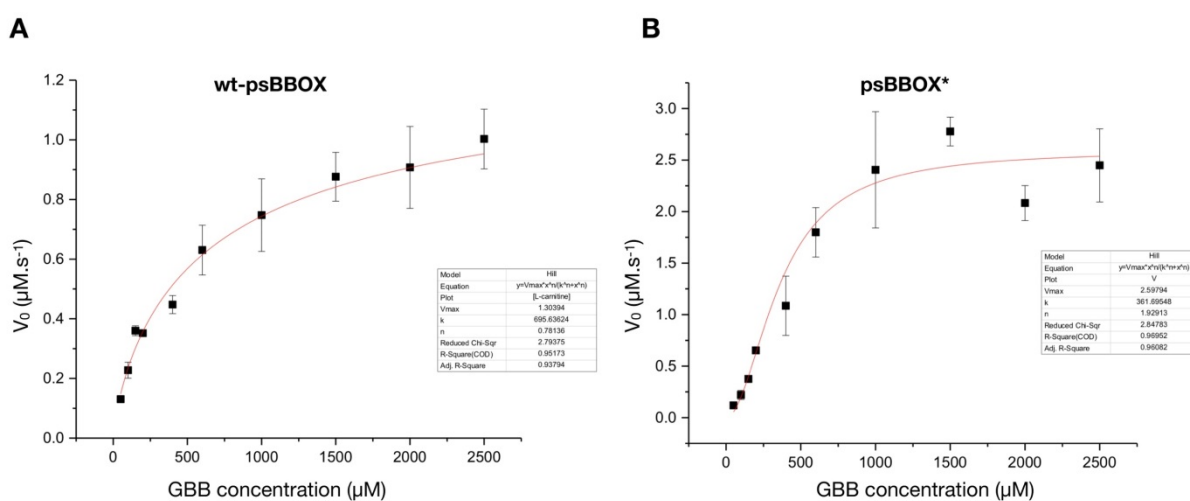 A
wt-psBBOX
1.2
1.0
0.8
0.6
0.4
0.2
0.0
V₀ (µM.s⁻¹)
0 500 1000 1500 2000 2500
GBB concentration (µM)
Model Hill
Equation y=Vmax*x^n/(k^n+x^n)
Plot [L-carnitine]
Vmax 1.30394
k 695.63624
n 0.78136
Reduced Chi-Sqr 2.79375
R-Square(COD) 0.95173
Adj. R-Square 0.93794
B
psBBOX*
3.0
2.5
2.0
1.5
1.0
0.5
0.0
V₀ (µM.s⁻¹)
0 500 1000 1500 2000 2500
GBB concentration (µM)
Model Hill
Equation y=Vmax*x^n/(k^n+x^n)
Plot V
Vmax 2.59794
k 361.69548
n 1.92913
Reduced Chi-Sqr 2.84783
R-Square(COD) 0.96952
Adj. R-Square 0.96082